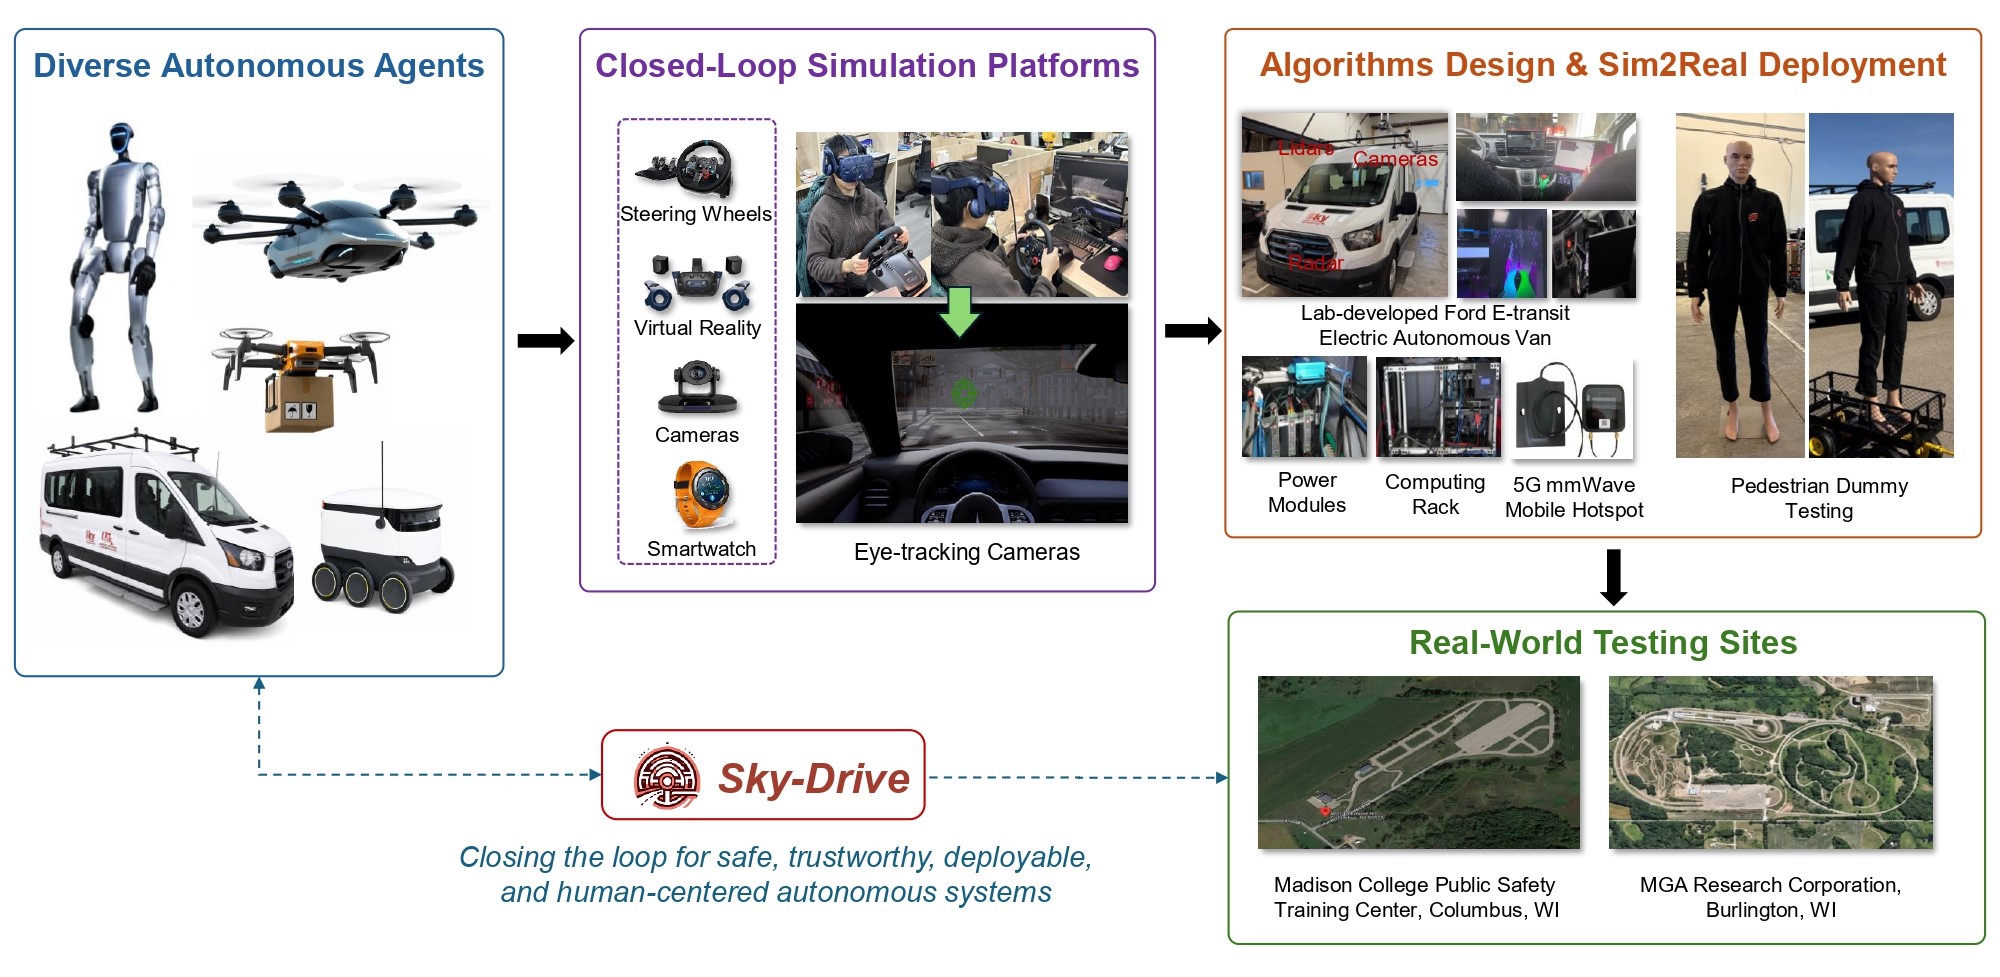 Diverse Autonomous Agents
Closed-Loop Simulation Platforms
Steering Wheels
Virtual Reality
Cameras
Smartwatch
Eye-tracking Cameras
Algorithms Design & Sim2Real Deployment
Lidars
Cameras
Radar
Sky
Lab-developed Ford E-transit
Electric Autonomous Van
Power
Modules
Computing
Rack
5G mmWave
Mobile Hotspot
Pedestrian Dummy
Testing
Real-World Testing Sites
Madison College Public Safety
Training Center, Columbus, WI
MGA Research Corporation,
Burlington, WI
Sky-Drive
Closing the loop for safe, trustworthy, deployable,
and human-centered autonomous systems